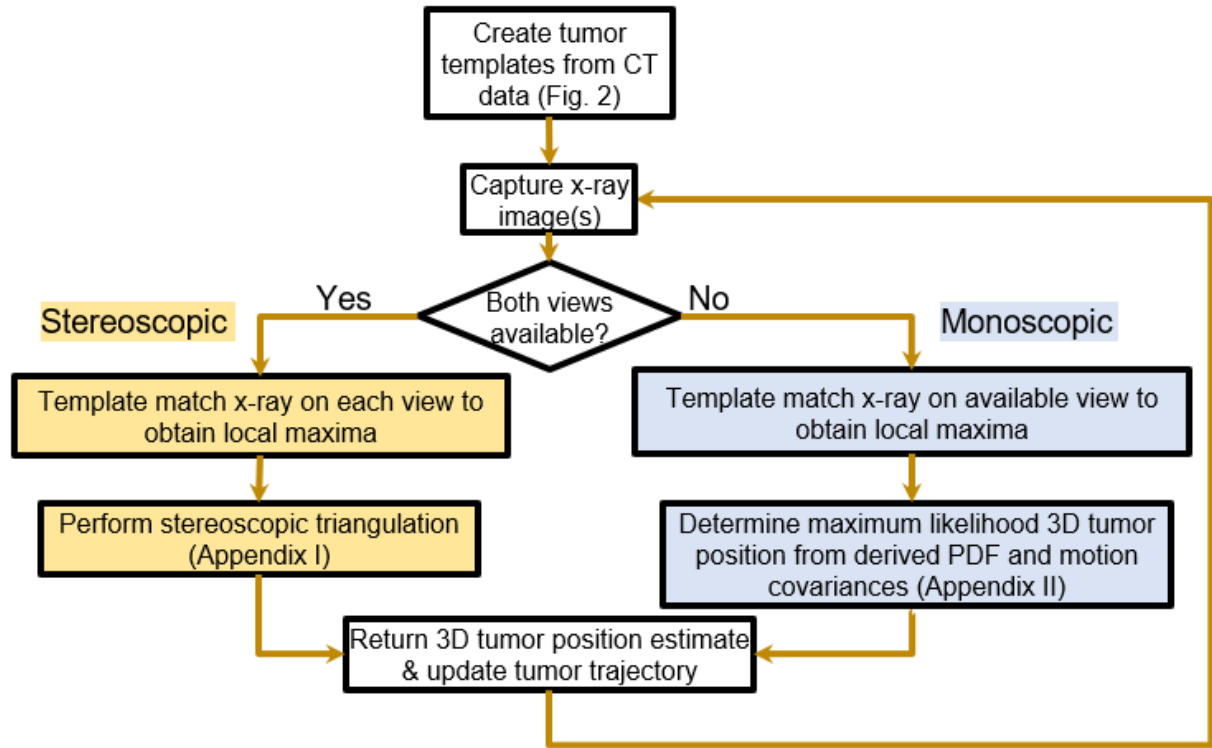 Create tumor
templates from CT
data (Fig. 2)
Capture x-ray
image(s)
Both views
available?
Yes
No
Stereoscopic
Monoscopic
Template match x-ray on each view to
obtain local maxima
Template match x-ray on available view to
obtain local maxima
Perform stereoscopic triangulation
(Appendix I)
Determine maximum likelihood 3D tumor
position from derived PDF and motion
covariances (Appendix II)
Return 3D tumor position estimate
& update tumor trajectory